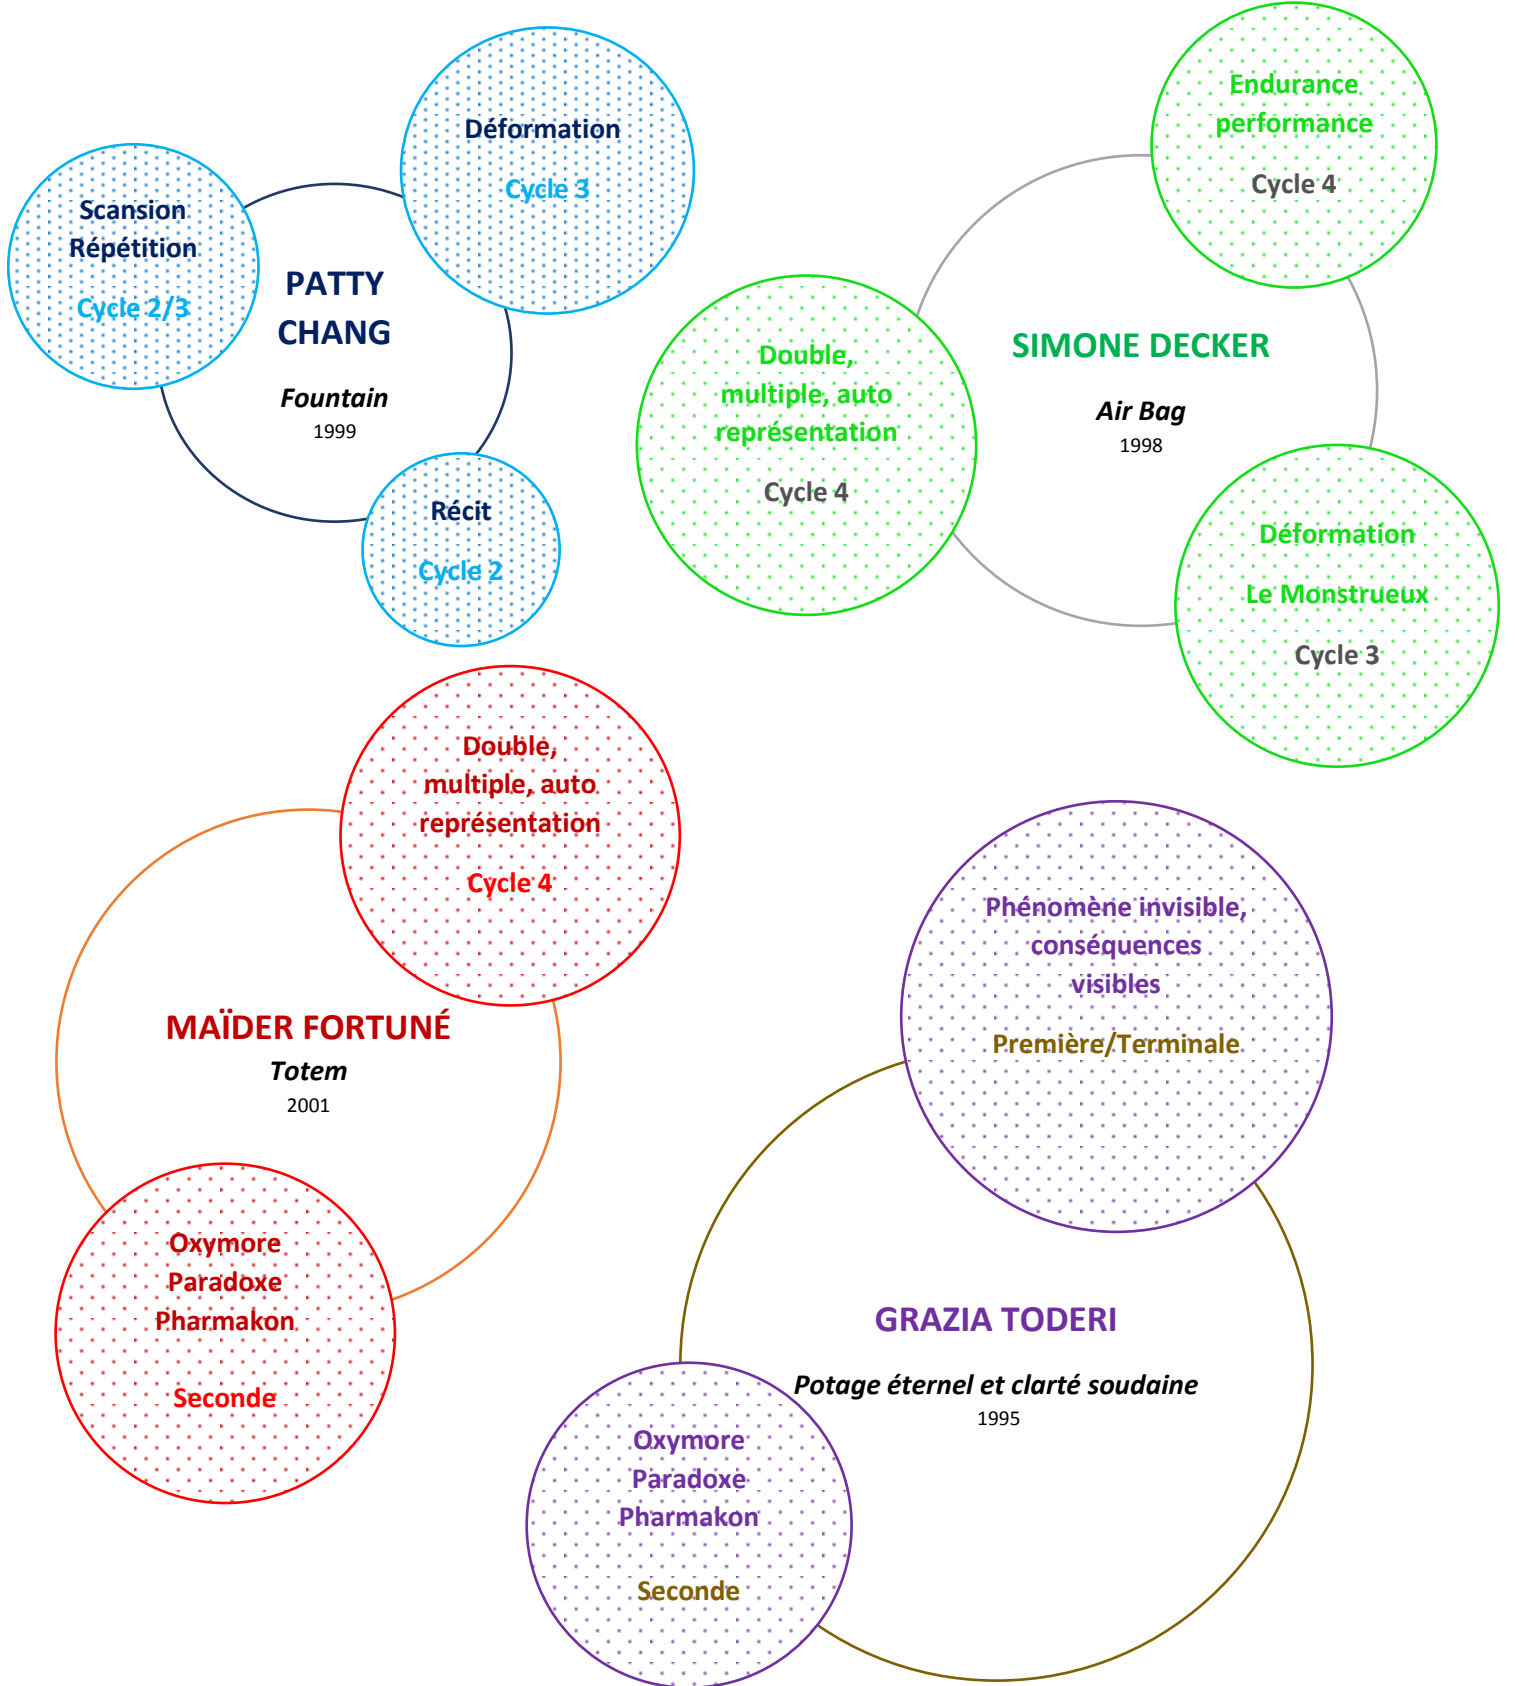 Déformation
Cycle 3
Scansion
Répétition
Cycle 2/3
PATTY
CHANG
Fountain
1999
Récit
Cycle 2
Endurance
performance
Cycle 4
SIMONE DECKER
Air Bag
1998
Double,
multiple, auto
représentation
Cycle 4
Déformation
Le Monstrueux
Cycle 3
Double,
multiple, auto
représentation
Cycle 4
MAÏDER FORTUNÉ
Totem
2001
Oxymore
Paradoxe
Pharmakon
Seconde
Phénomène invisible,
conséquences
visibles
Première/Terminale
GRAZIA TODERI
Potage éternel et clarté soudaine
1995
Oxymore
Paradoxe
Pharmakon
Seconde